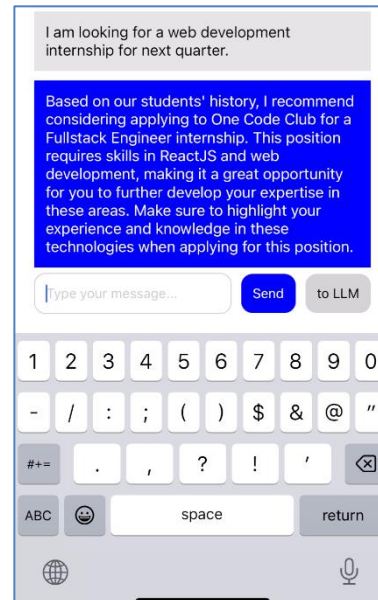 I am looking for a web development
internship for next quarter.
Based on our students' history, I recommend
considering applying to One Code Club for a
Fullstack Engineer internship. This position
requires skills in ReactJS and web
development, making it a great opportunity
for you to further develop your expertise in
these areas. Make sure to highlight your
experience and knowledge in these
technologies when applying for this position.
Type your message... Send to LLM
1 2 3 4 5 6 7 8 9 0
- / : ; ( ) $ & @ "
#+= . , ? ! '
ABC space return